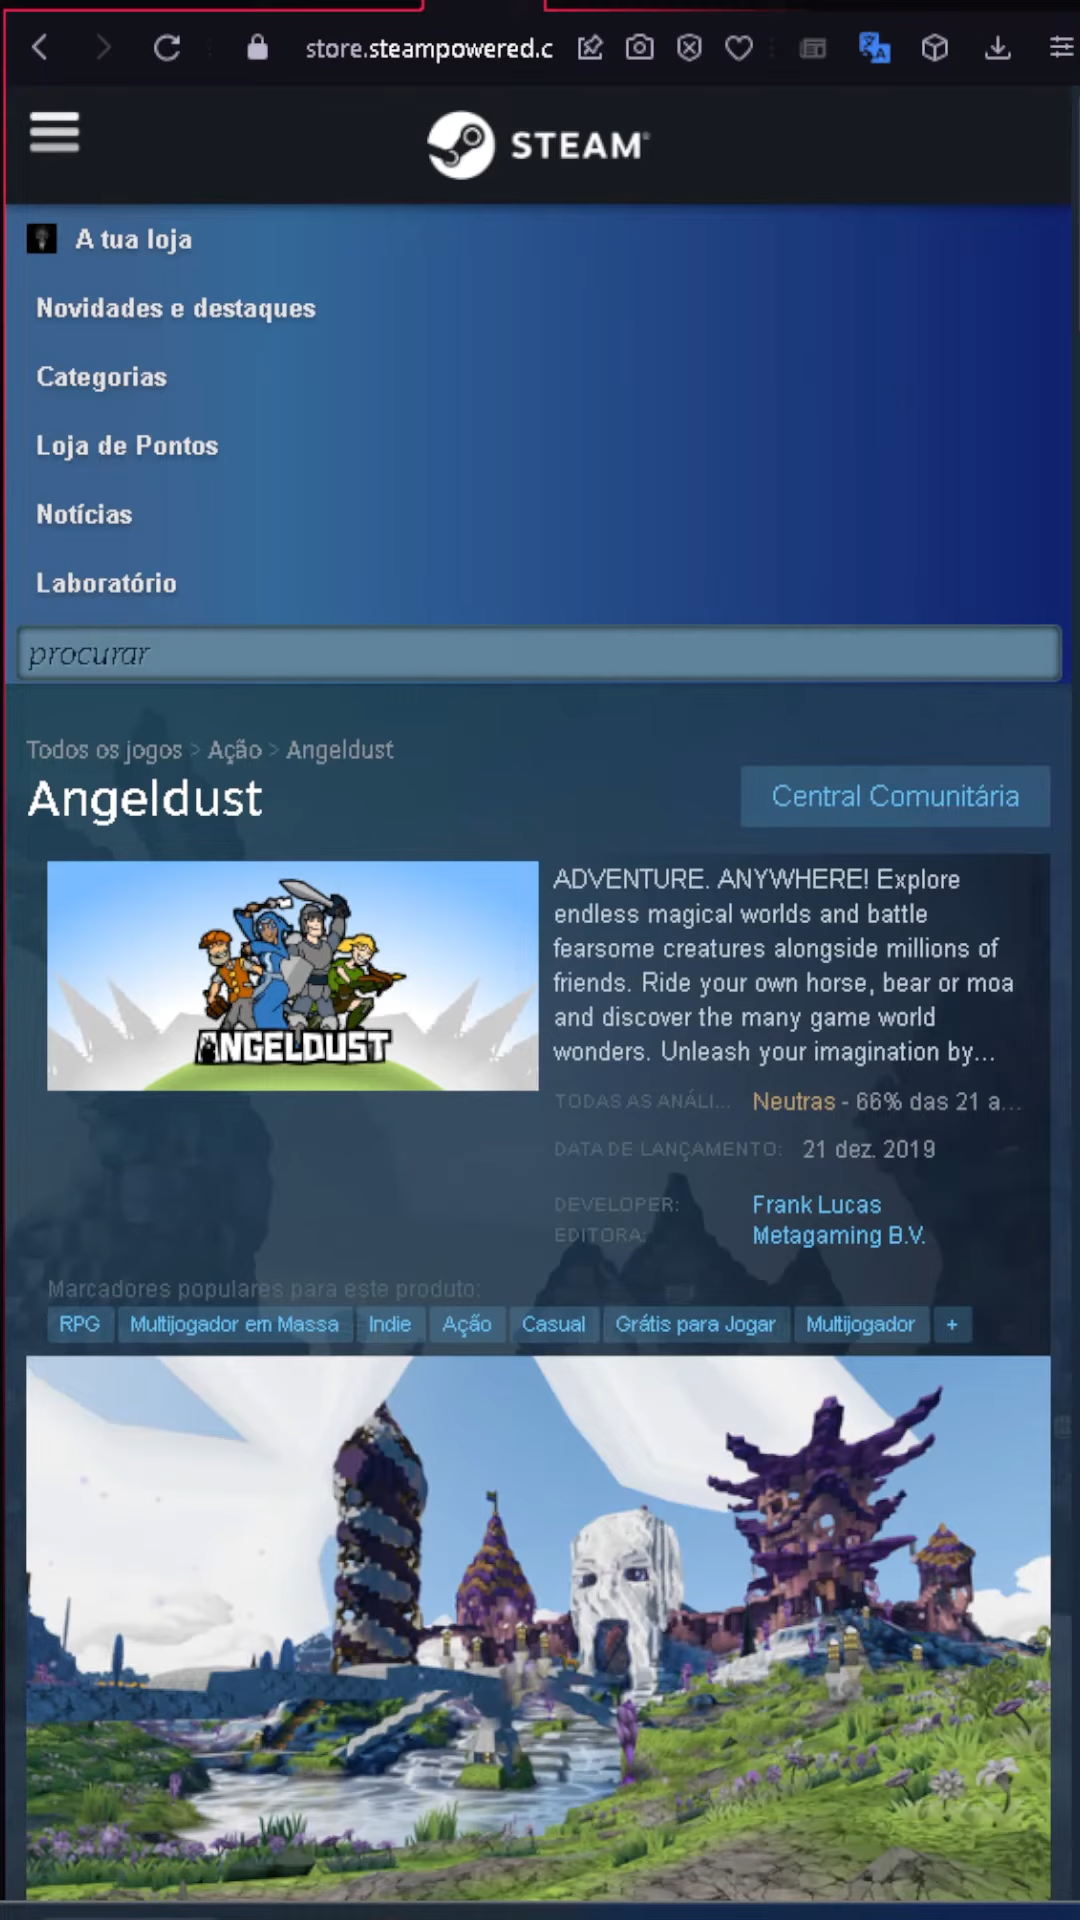 store.steampowered.c
STEAM
A tua loja
Novidades e destaques
Categorias
Loja de Pontos
Notícias
Laboratório
procurar
Todos os jogos > Ação > Angeldust
Angeldust
Central Comunitária
ANGELDUST
ADVENTURE. ANYWHERE! Explore
endless magical worlds and battle
fearsome creatures alongside millions of
friends. Ride your own horse, bear or moa
and discover the many game world
wonders. Unleash your imagination by...
TODAS AS ANÁLI... Neutras - 66% das 21 a...
DATA DE LANÇAMENTO: 21 dez. 2019
DEVELOPER: Frank Lucas
EDITORA: Metagaming B.V.
Marcadores populares para este produto:
RPG Multijogador em Massa Indie Ação Casual Grátis para Jogar Multijogador +